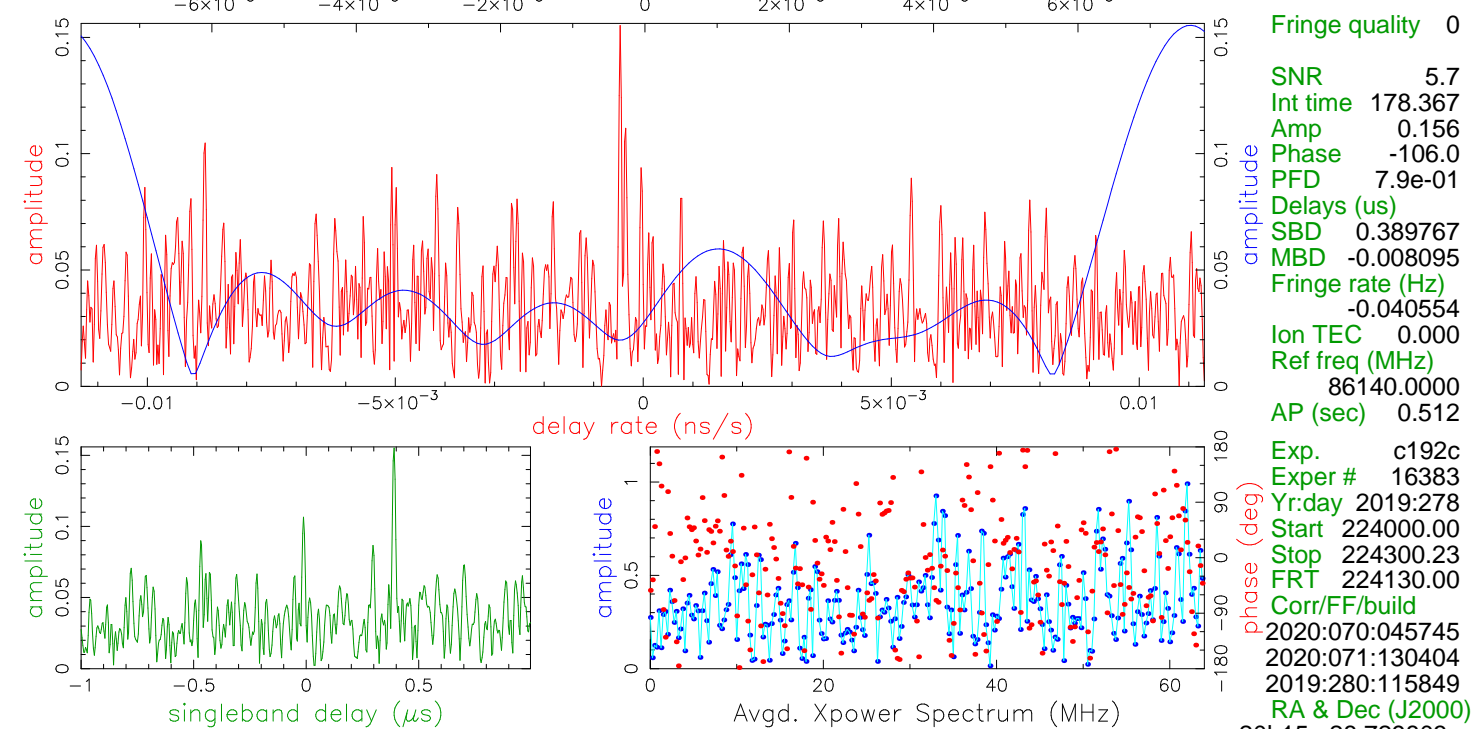 −6×10
−4×10
−2×10
0
2×10
4×10
6×10
amplitude
0
0.05
0.1
0.15
0
0.05
0.1
0.15
amplitude
−0.01
−5×10⁻³
0
5×10⁻³
0.01
delay rate (ns/s)
amplitude
0
0.05
0.1
0.15
−1
−0.5
0
0.5
singleband delay (μs)
amplitude
0
0.5
1
0
20
40
60
Avgd. Xpower Spectrum (MHz)
−180
−90
0
90
180
phase (deg)
Fringe quality 0
SNR 5.7
Int time 178.367
Amp 0.156
Phase -106.0
PFD 7.9e-01
Delays (us)
SBD 0.389767
MBD -0.008095
Fringe rate (Hz)
-0.040554
Ion TEC 0.000
Ref freq (MHz)
86140.0000
AP (sec) 0.512
Exp. c192c
Exper # 16383
Yr:day 2019:278
Start 224000.00
Stop 224300.23
FRT 224130.00
Corr/FF/build
2020:070:045745
2020:071:130404
2019:280:115849
RA & Dec (J2000)